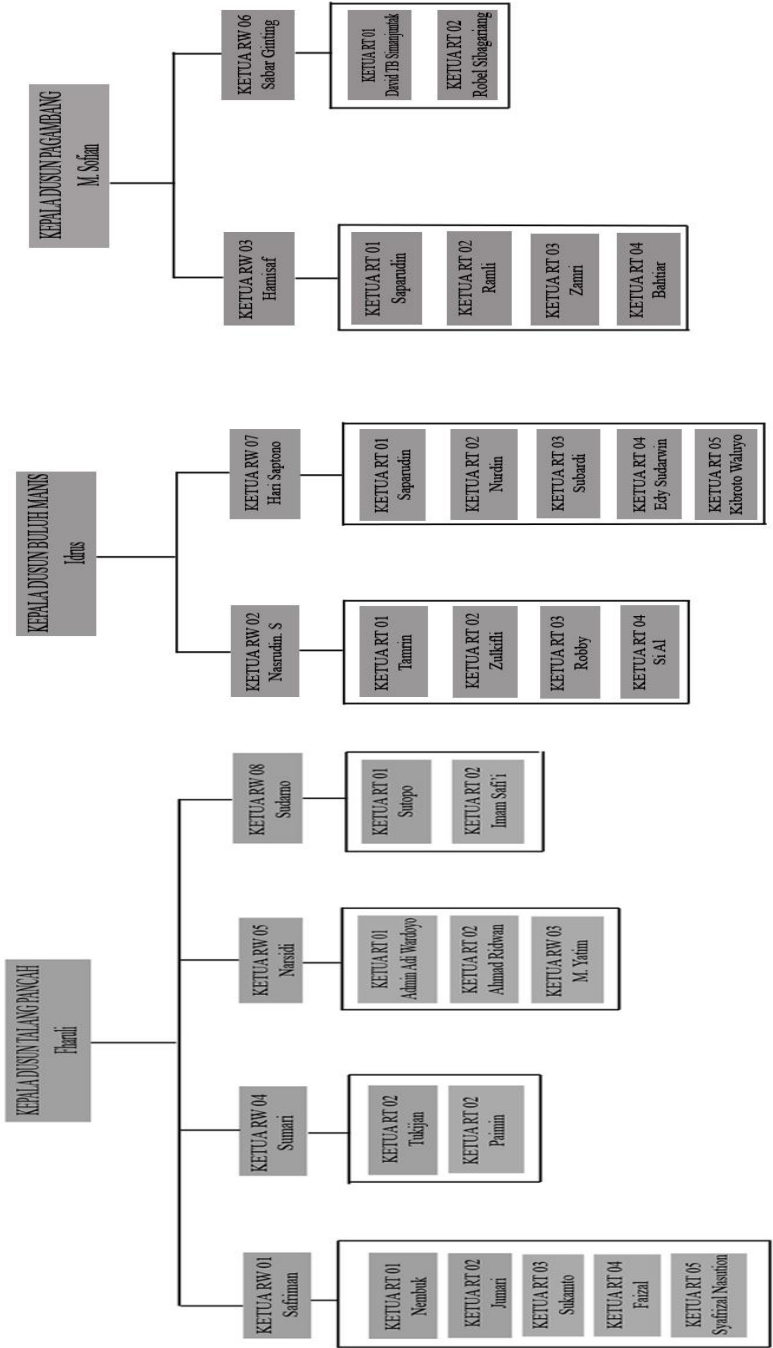 KEPALA DUSUN TALANG PANCAH
Fharuli
KETUA RW 01
Safriman
KETUA RT 01
Nembuk
KETUA RT 02
Jumari
KETUA RT 03
Sukamto
KETUA RT 04
Faizal
KETUA RT 05
Syafrizal Nasution
KETUA RW 04
Sumari
KETUA RT 02
Tukijan
KETUA RT 02
Paimin
KETUA RW 05
Narsidi
KETUA RT 01
Admin Adi Wardoyo
KETUA RT 02
Ahmad Ridwan
KETUA RW 03
M. Yatim
KETUA RW 08
Sudarno
KETUA RT 01
Sutopo
KETUA RT 02
Imam Safi'i
KEPALA DUSUN BULUH MANIS
Idrus
KETUA RW 02
Nasrudin. S
KETUA RT 01
Tamrin
KETUA RT 02
Zulkifli
KETUA RT 03
Robby
KETUA RT 04
Si Al
KETUA RW 07
Hari Saptono
KETUA RT 01
Saparudin
KETUA RT 02
Nurdin
KETUA RT 03
Subardi
KETUA RT 04
Edy Sudarwin
KETUA RT 05
Kibroto Waluyo
KEPALA DUSUN PAGAMBANG
M. Sofian
KETUA RW 03
Hamisaf
KETUA RT 01
Saparudin
KETUA RT 02
Ramli
KETUA RT 03
Zamri
KETUA RT 04
Bahtiar
KETUA RW 06
Sabar Ginting
KETUA RT 01
David TB Simanjuntak
KETUA RT 02
Robel Sibagariang